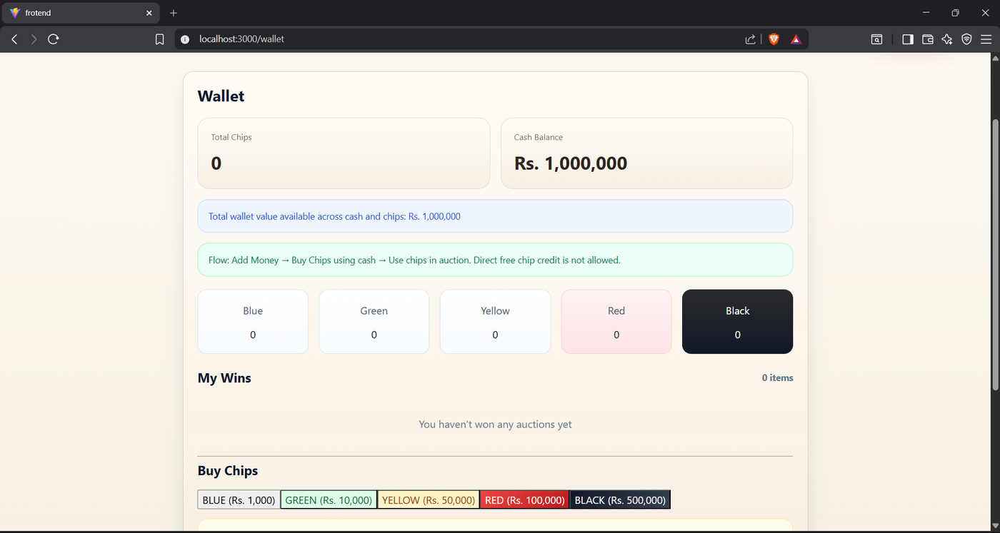 frotend
localhost:3000/wallet
Wallet
Total Chips
0
Cash Balance
Rs. 1,000,000
Total wallet value available across cash and chips: Rs. 1,000,000
Flow: Add Money → Buy Chips using cash → Use chips in auction. Direct free chip credit is not allowed.
Blue
0
Green
0
Yellow
0
Red
0
Black
0
My Wins
0 items
You haven't won any auctions yet
Buy Chips
BLUE (Rs. 1,000)
GREEN (Rs. 10,000)
YELLOW (Rs. 50,000)
RED (Rs. 100,000)
BLACK (Rs. 500,000)